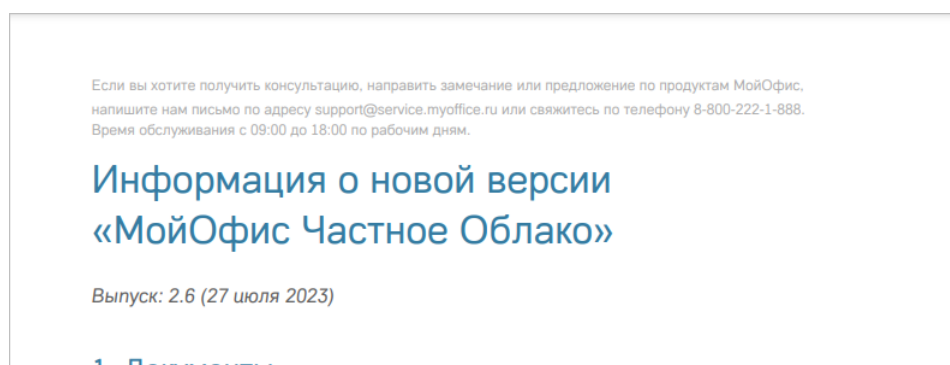 Если вы хотите получить консультацию, направить замечание или предложение по продуктам МойОфис,
напишите нам письмо по адресу support@service.myoffice.ru или свяжитесь по телефону 8-800-222-1-888.
Время обслуживания с 09:00 до 18:00 по рабочим дням.
Информация о новой версии
«МойОфис Частное Облако»
Выпуск: 2.6 (27 июля 2023)
1. Документы